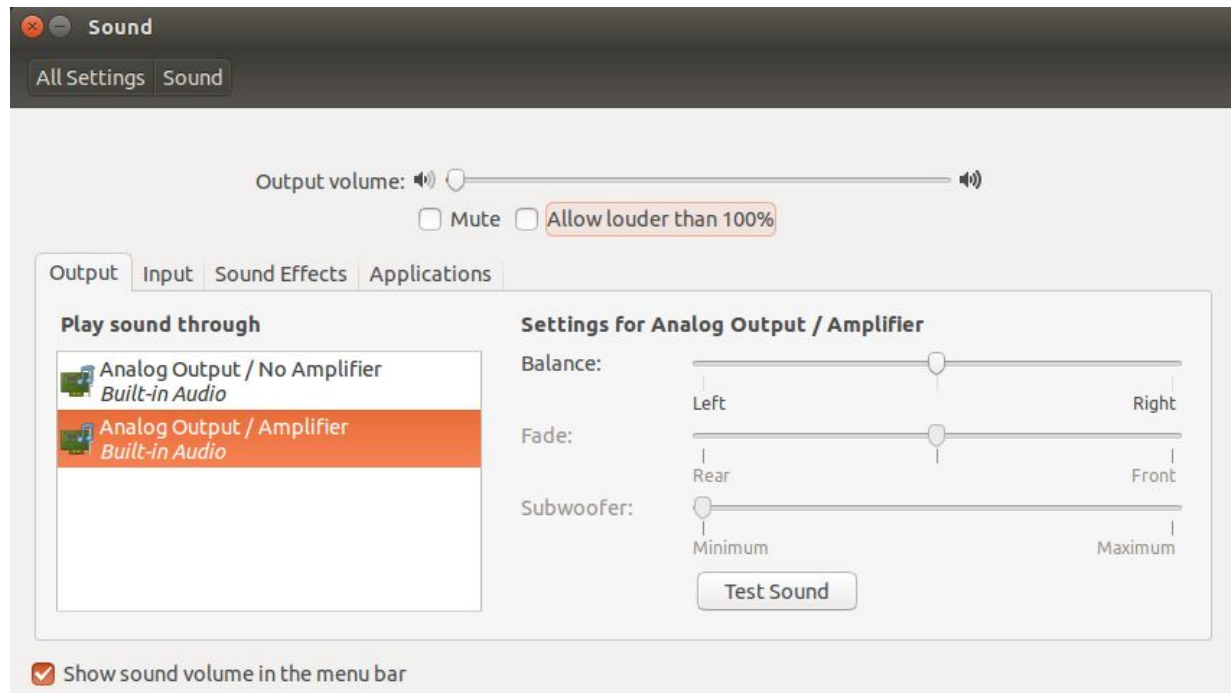 Sound
All Settings Sound
Output volume:
Mute Allow louder than 100%
Output Input Sound Effects Applications
Play sound through
Analog Output / No Amplifier
Built-in Audio
Analog Output / Amplifier
Built-in Audio
Settings for Analog Output / Amplifier
Balance:
Left Right
Fade:
Rear Front
Subwoofer:
Minimum Maximum
Test Sound
Show sound volume in the menu bar